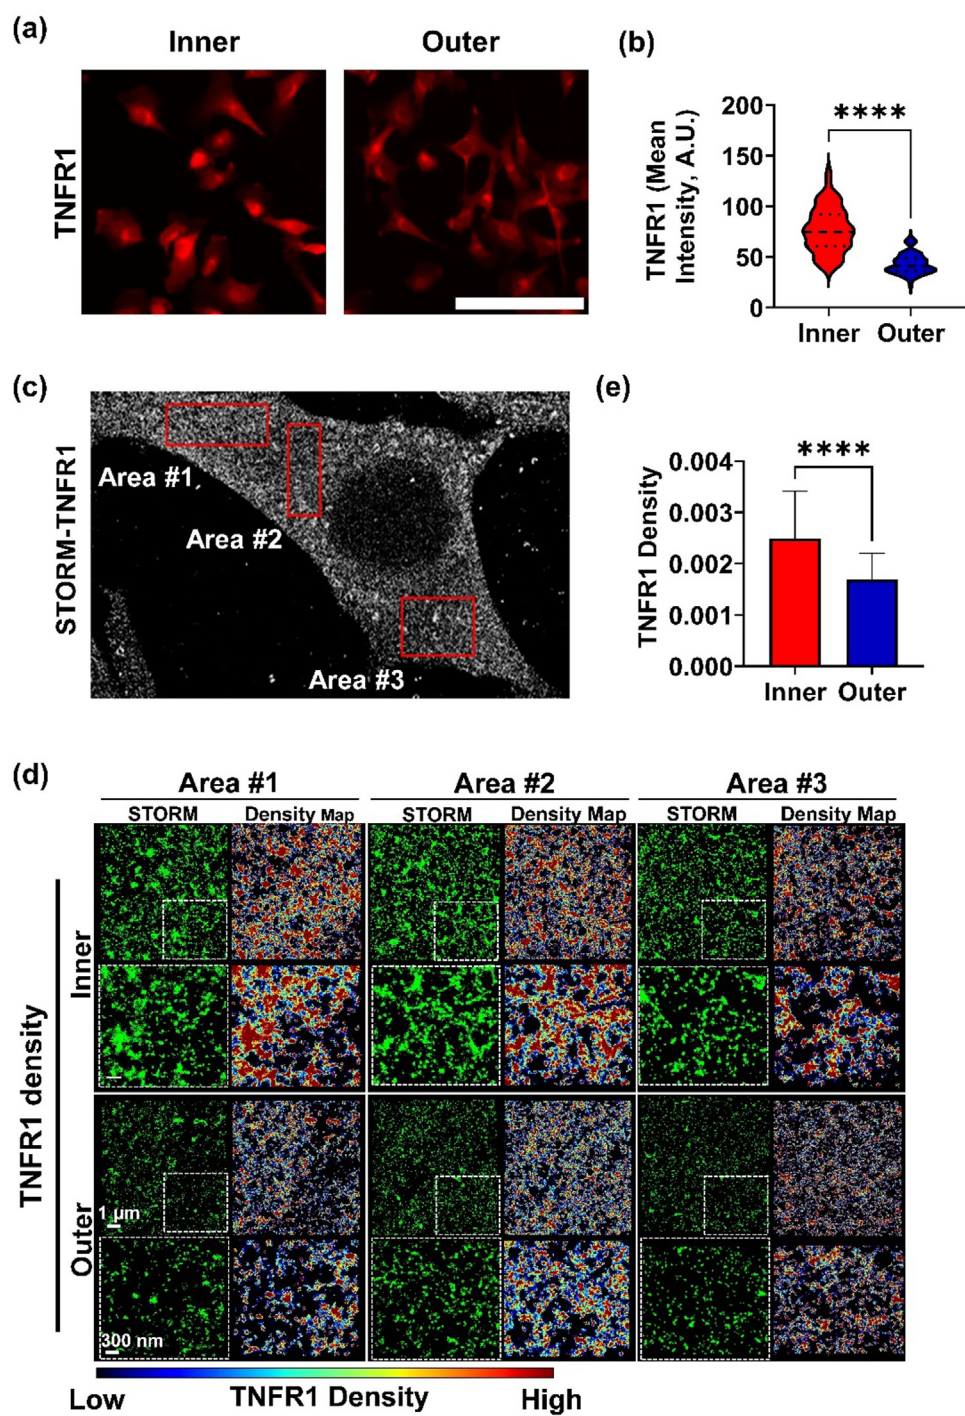 (a)
Inner
Outer
TNFR1
(b)
TNFR1 (Mean
Intensity, A.U.)
200
150
100
50
0
****
Inner
Outer
(c)
STORM-TNFR1
Area #1
Area #2
Area #3
(e)
TNFR1 Density
0.004
0.003
0.002
0.001
0.000
****
Inner
Outer
(d)
Area #1
Area #2
Area #3
STORM
Density Map
STORM
Density Map
STORM
Density Map
TNFR1 density
Inner
Outer
1 µm
300 nm
Low
TNFR1 Density
High